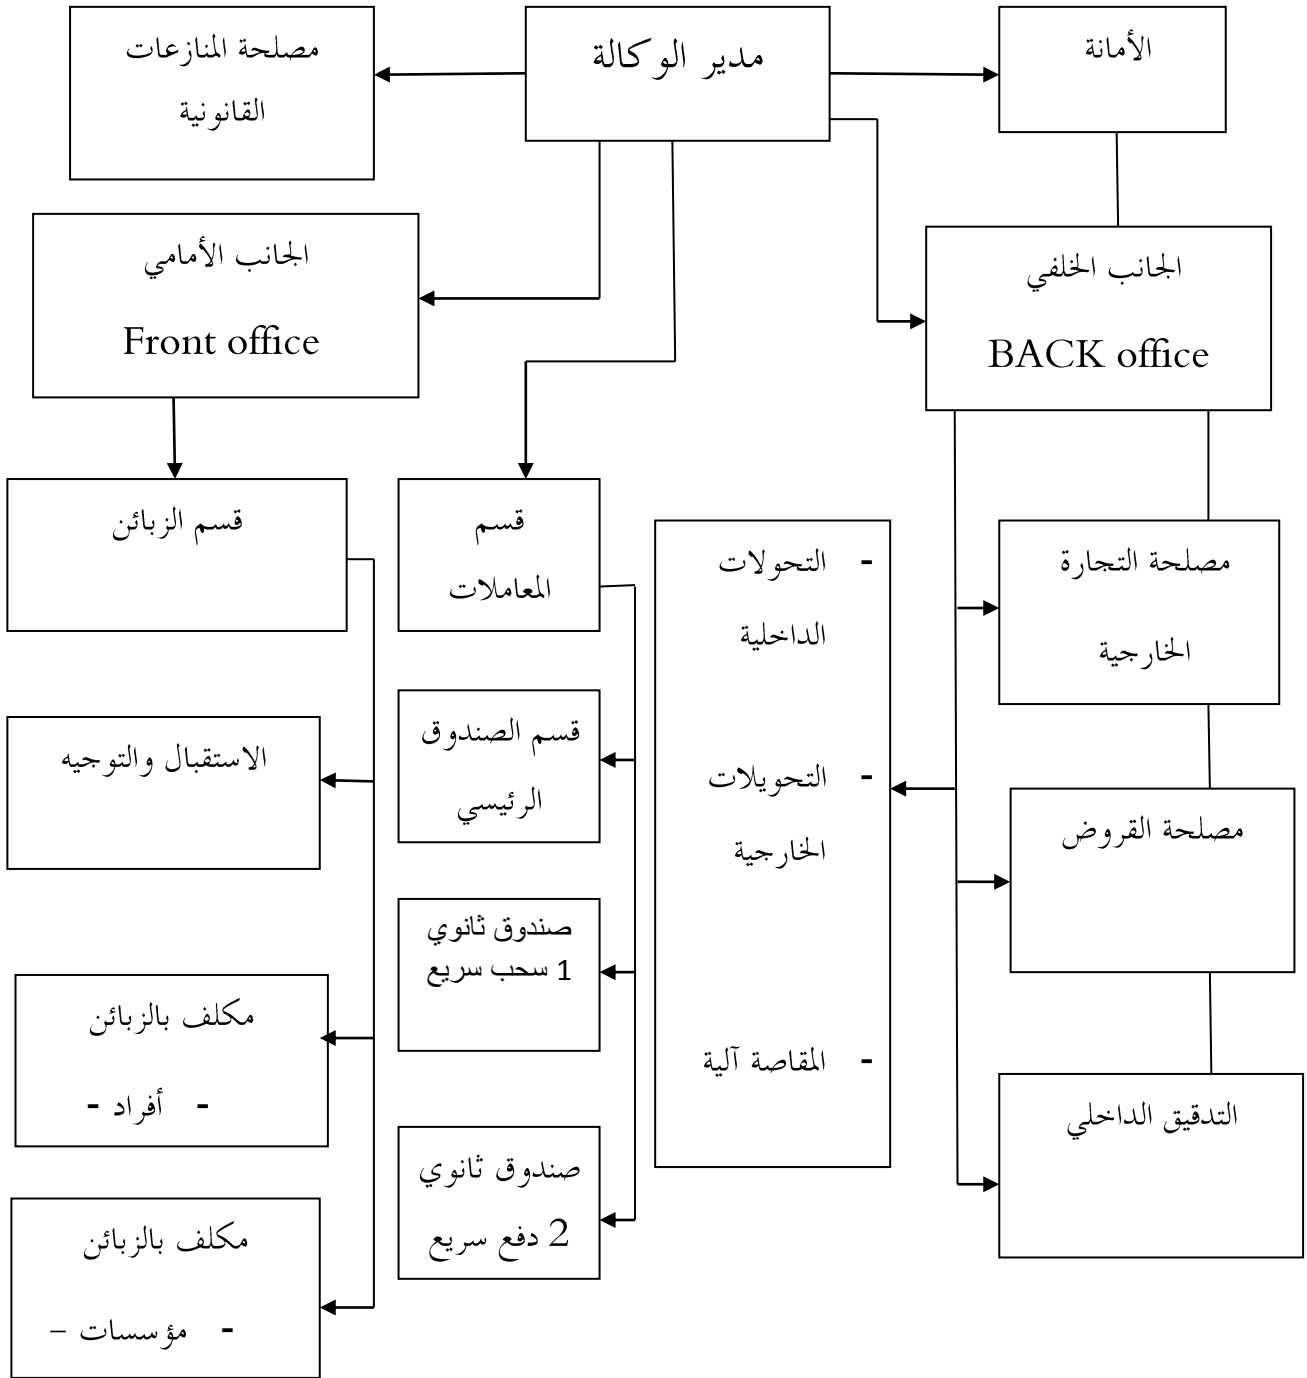 الأمانة
مدير الوكالة
مصلحة المنازعات
القانونية
الجانب الخلفي
BACK office
الجانب الأمامي
Front office
مصلحة التجارة
الخارجية
مصلحة القروض
التدقيق الداخلي
- التحولات
الداخلية
- التحويلات
الخارجية
- المقاصة آلية
قسم
المعاملات
قسم الصندوق
الرئيسي
صندوق ثانوي
1 سحب سريع
صندوق ثانوي
2 دفع سريع
قسم الزبائن
الاستقبال والتوجيه
مكلف بالزبائن
- أفراد -
مكلف بالزبائن
- مؤسسات –